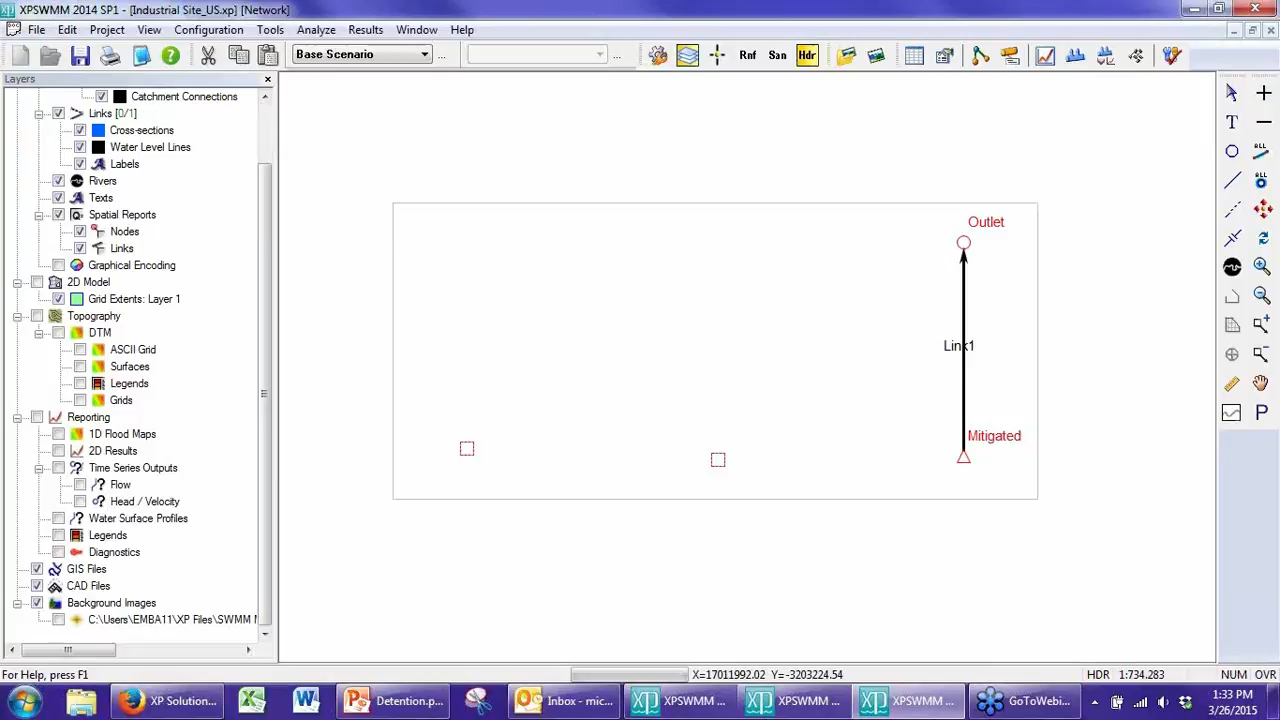 XPSWMM 2014 SP1 - [Industrial Site_US.xp] [Network]
File Edit Project View Configuration Tools Analyze Results Window Help
Base Scenario ... ... Rnf San Hdr
Layers
Catchment Connections
Links [0/1]
Cross-sections
Water Level Lines
Labels
Rivers
Texts
Spatial Reports
Nodes
Links
Graphical Encoding
2D Model
Grid Extents: Layer 1
Topography
DTM
ASCII Grid
Surfaces
Legends
Grids
Reporting
1D Flood Maps
2D Results
Time Series Outputs
Flow
Head / Velocity
Water Surface Profiles
Legends
Diagnostics
GIS Files
CAD Files
Background Images
C:\Users\EMBA11\XP Files\SWMM
Outlet
Link1
Mitigated
T ALL
ALL
P
For Help, press F1 X=17011992.02 Y=-3203224.54 HDR 1:734.283 NUM OVR
XP Solution... Detention.p... Inbox - mic... XPSWMM ... XPSWMM ... XPSWMM ... GoToWebi... 1:33 PM
3/26/2015